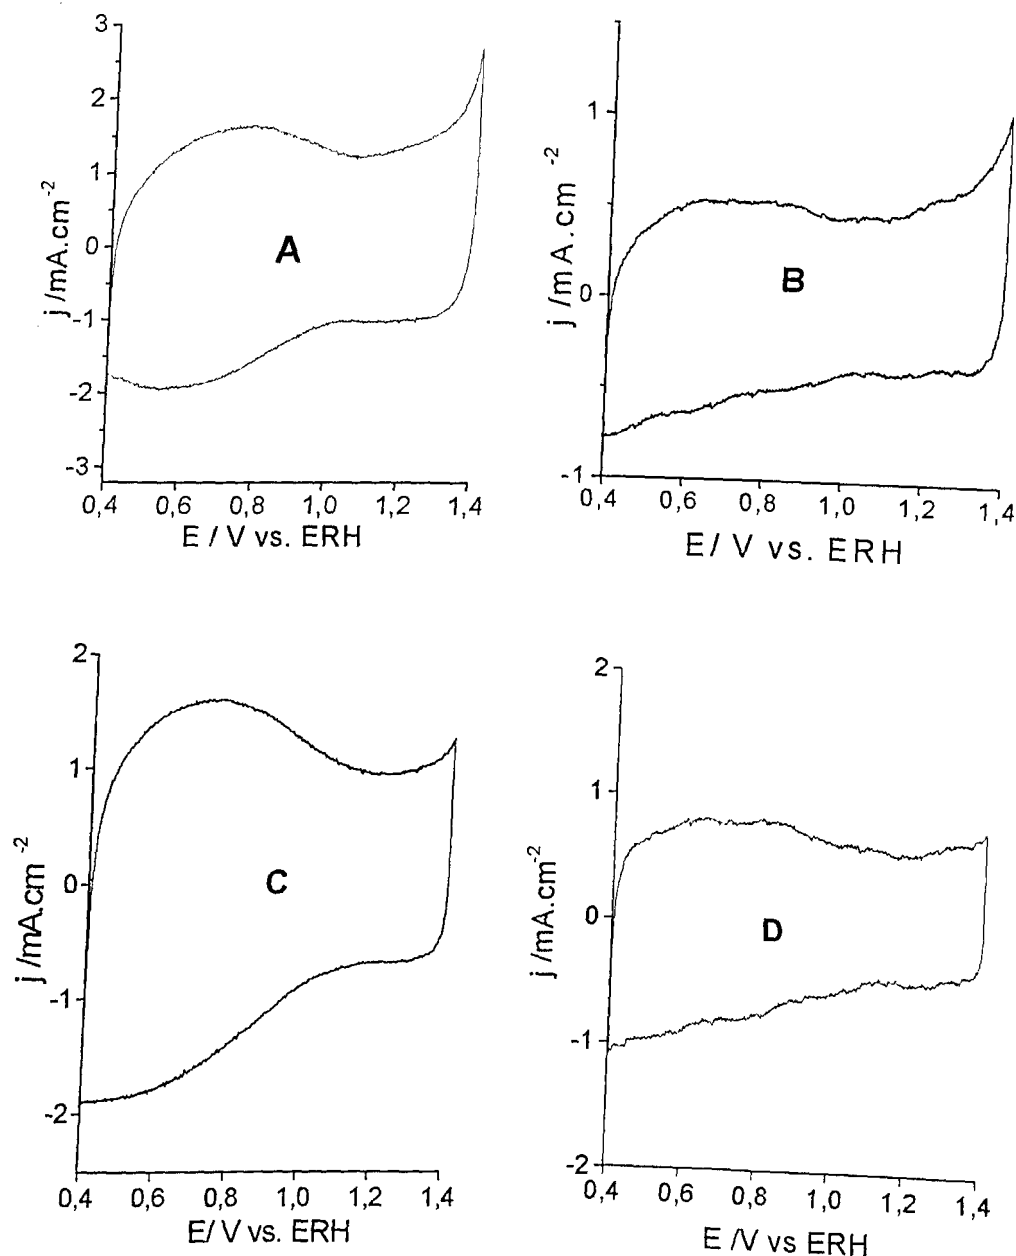 3
2
1
0
-1
-2
-3
j /mA.cm-2
A
0,4 0,6 0,8 1,0 1,2 1,4
E / V vs. ERH
1
0
-1
j /mA.cm-2
B
0,4 0,6 0,8 1,0 1,2 1,4
E/ V vs. ERH
2
1
0
-1
-2
j /mA.cm-2
C
0,4 0,6 0,8 1,0 1,2 1,4
E/ V vs. ERH
2
1
0
-1
-2
j /mA.cm-2
D
0,4 0,6 0,8 1,0 1,2 1,4
E /V vs ERH